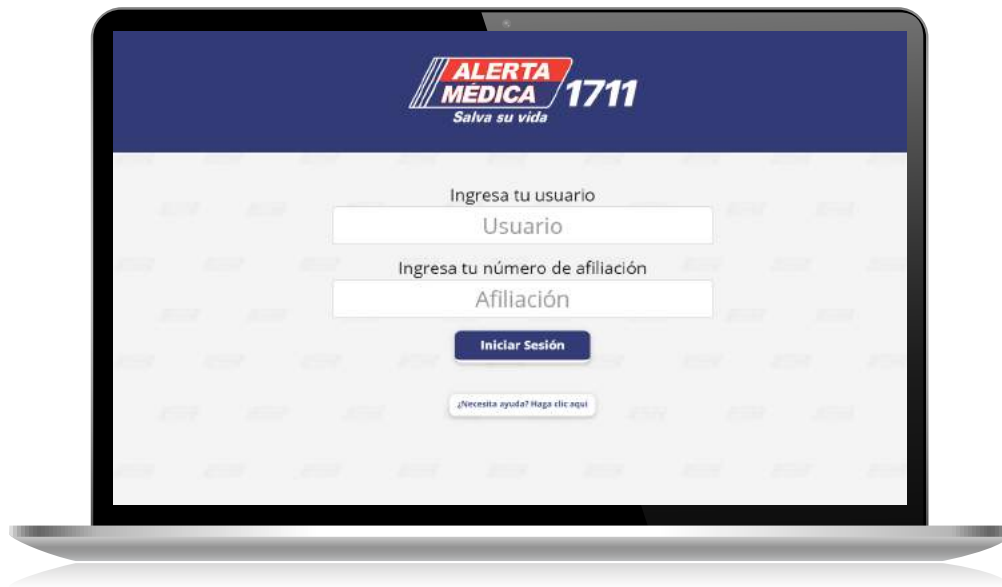 ALERTA
MÉDICA 1711
Salva su vida
Ingresa tu usuario
Usuario
Ingresa tu número de afiliación
Afiliación
Iniciar Sesión
¿Necesita ayuda? Haga clic aqui